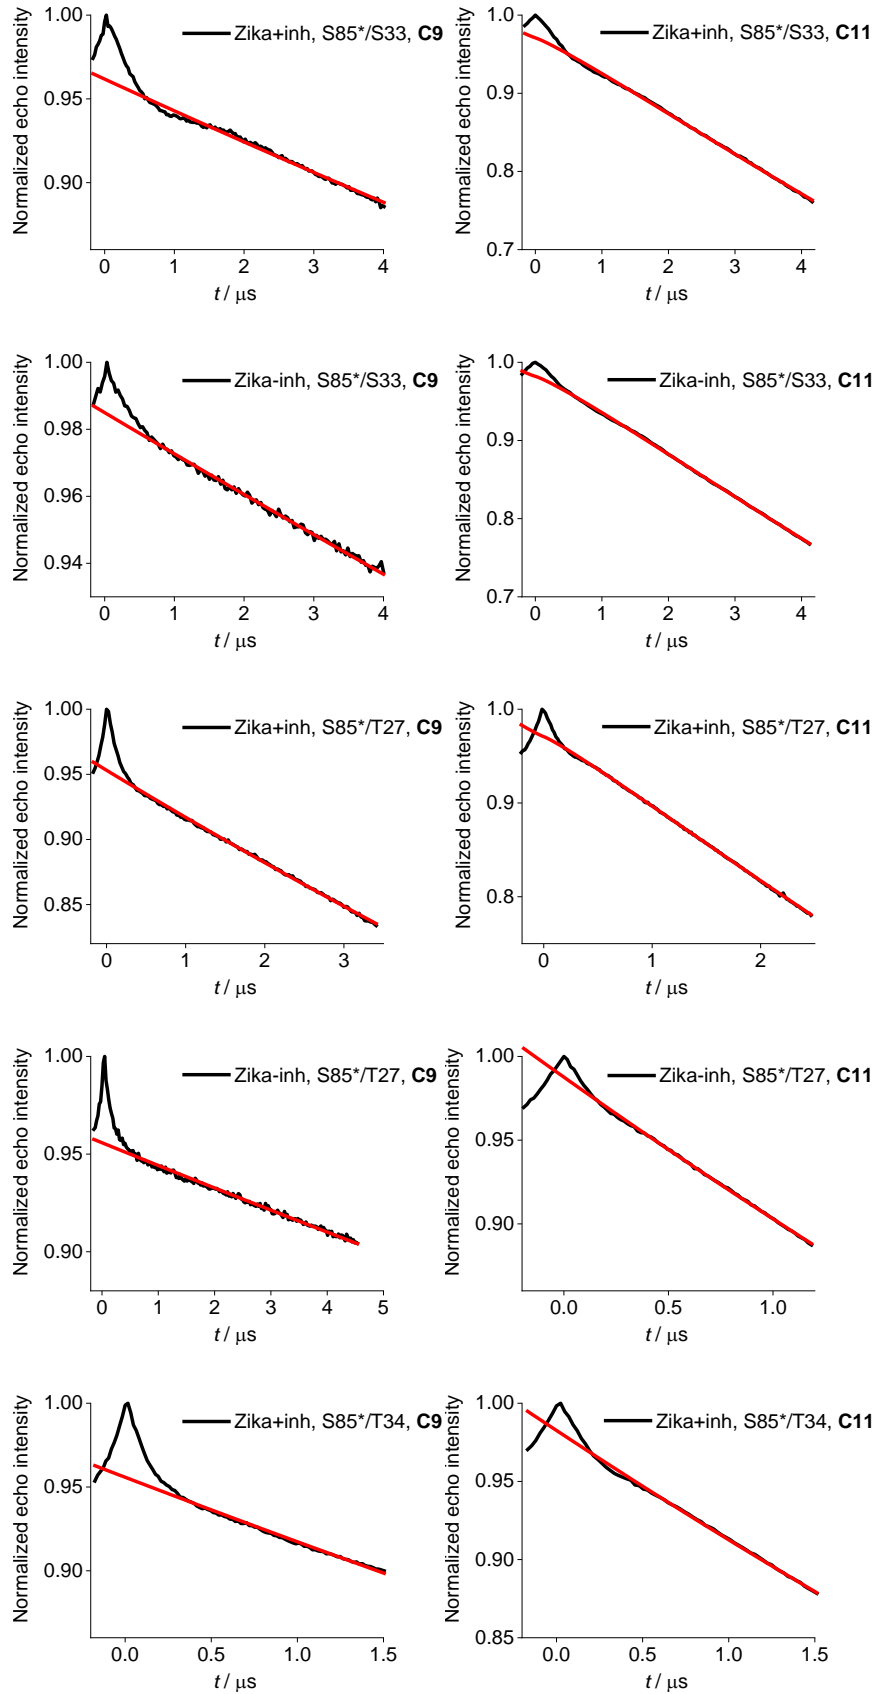 Normalized echo intensity
1.00
0.95
0.90
0 1 2 3 4
t / μs
Zika+inh, S85*/S33, C9
Normalized echo intensity
1.0
0.9
0.8
0.7
0 1 2 3 4
t / μs
Zika+inh, S85*/S33, C11
Normalized echo intensity
1.00
0.98
0.96
0.94
0 1 2 3 4
t / μs
Zika-inh, S85*/S33, C9
Normalized echo intensity
1.0
0.9
0.8
0.7
0 1 2 3 4
t / μs
Zika-inh, S85*/S33, C11
Normalized echo intensity
1.00
0.95
0.90
0.85
0 1 2 3
t / μs
Zika+inh, S85*/T27, C9
Normalized echo intensity
1.0
0.9
0.8
0 1 2
t / μs
Zika+inh, S85*/T27, C11
Normalized echo intensity
1.00
0.95
0.90
0 1 2 3 4 5
t / μs
Zika-inh, S85*/T27, C9
Normalized echo intensity
1.00
0.95
0.90
0.0 0.5 1.0
t / μs
Zika-inh, S85*/T27, C11
Normalized echo intensity
1.00
0.95
0.90
0.0 0.5 1.0 1.5
t / μs
Zika+inh, S85*/T34, C9
Normalized echo intensity
1.00
0.95
0.90
0.85
0.0 0.5 1.0 1.5
t / μs
Zika+inh, S85*/T34, C11